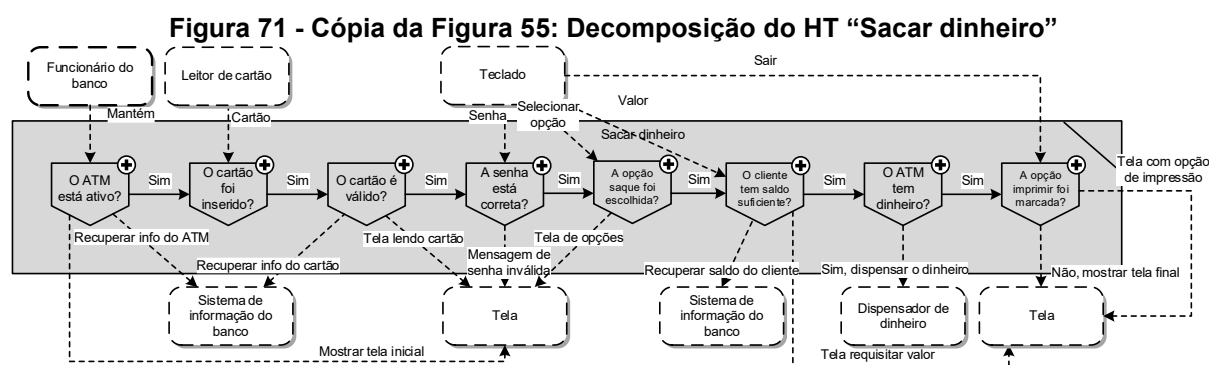 Figura 71 - Cópia da Figura 55: Decomposição do HT “Sacar dinheiro”
Funcionário do
banco
Leitor de cartão
Teclado
Sair
Mantém
Cartão
Senha
Selecionar
opção
Valor
Sacar dinheiro
Tela com opção
de impressão
O ATM
está ativo?
Sim
O cartão
foi
inserido?
Sim
O cartão é
válido?
Sim
A senha
está
correta?
Sim
A opção
saque foi
escolhida?
Sim
O cliente
tem saldo
suficiente?
Sim
O ATM
tem
dinheiro?
Sim
A opção
imprimir foi
marcada?
Recuperar info do ATM
Tela lendo cartão
Tela de opções
Recuperar info do cartão
Mensagem de
senha inválida
Recuperar saldo do cliente
Sim, dispensar o dinheiro
Não, mostrar tela final
Sistema de
informação do
banco
Tela
Sistema de
informação do
banco
Dispensador de
dinheiro
Tela
Mostrar tela inicial
Tela requisitar valor